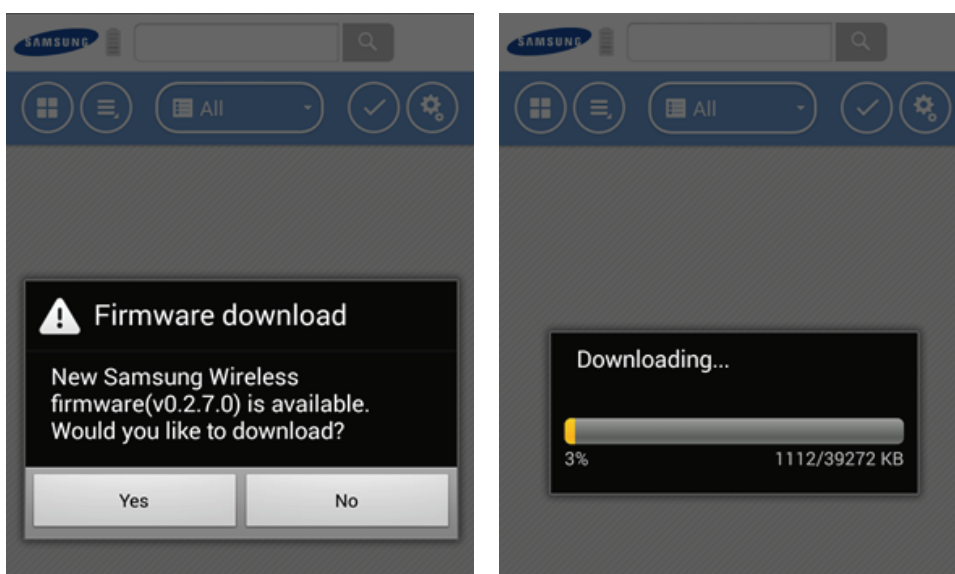 SAMSUNG
All
Firmware download
New Samsung Wireless
firmware(v0.2.7.0) is available.
Would you like to download?
Yes
No
SAMSUNG
All
Downloading...
3%
1112/39272 KB